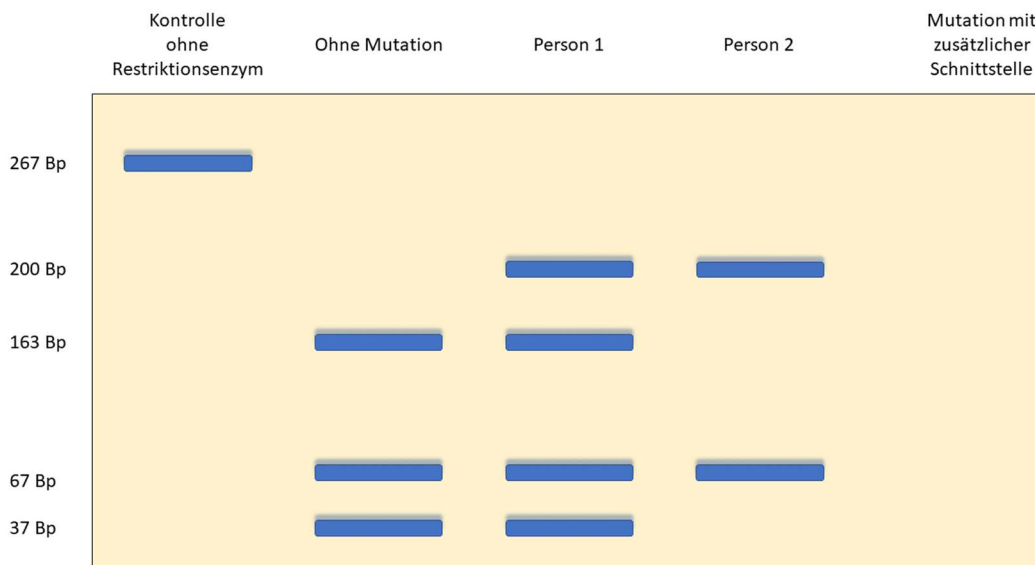 Kontrolle
ohne
Restriktionsenzym
Ohne Mutation
Person 1
Person 2
Mutation mit
zusätzlicher
Schnittstelle
267 Bp
200 Bp
163 Bp
67 Bp
37 Bp